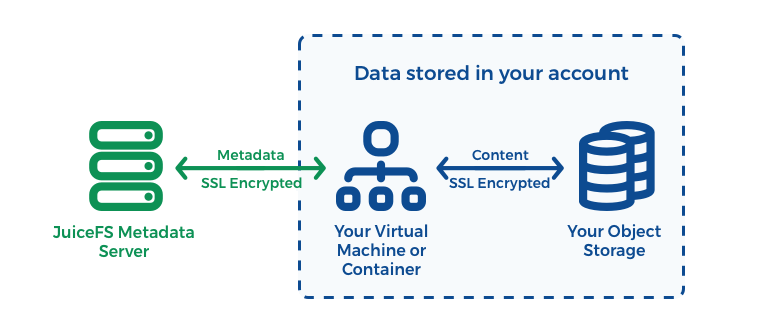 Data stored in your account
Metadata
SSL Encrypted
Content
SSL Encrypted
JuiceFS Metadata
Server
Your Virtual
Machine or
Container
Your Object
Storage